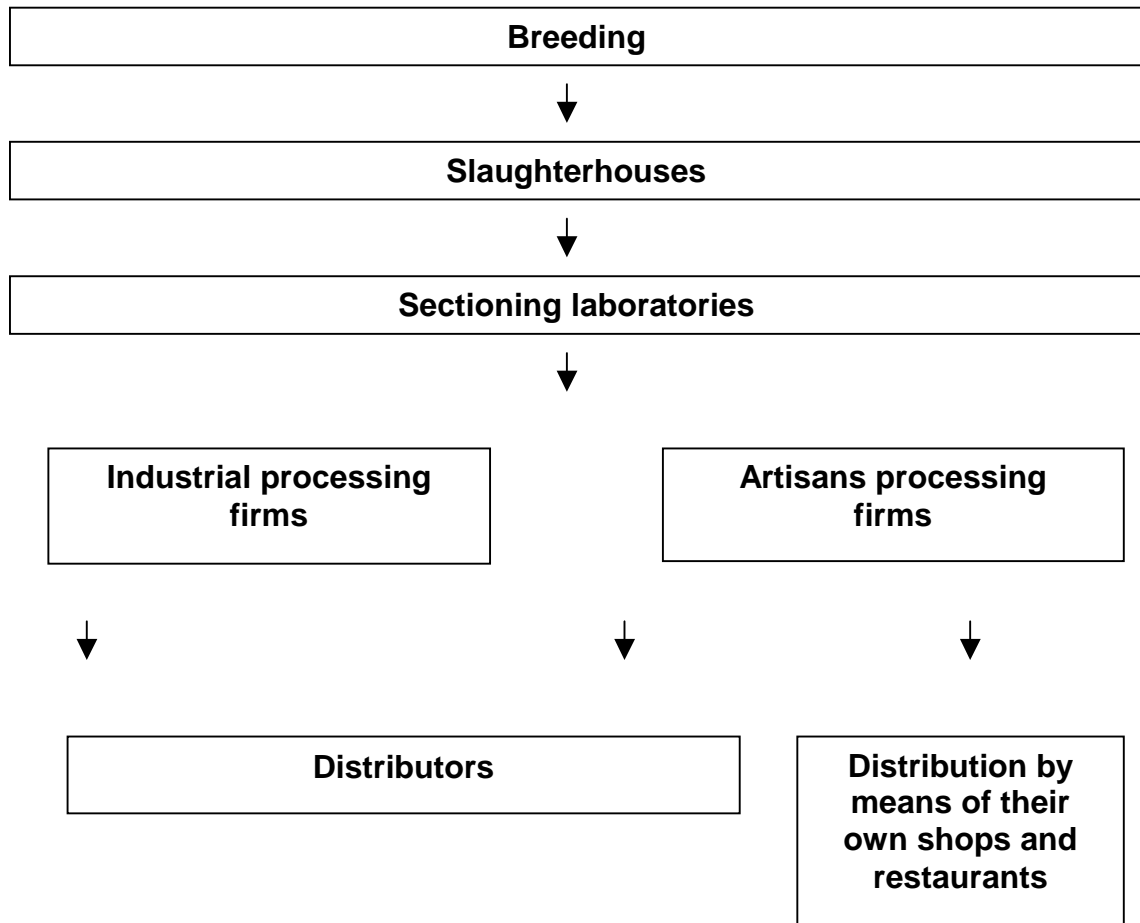 Breeding
Slaughterhouses
Sectioning laboratories
Industrial processing
firms
Artisans processing
firms
Distributors
Distribution by
means of their
own shops and
restaurants